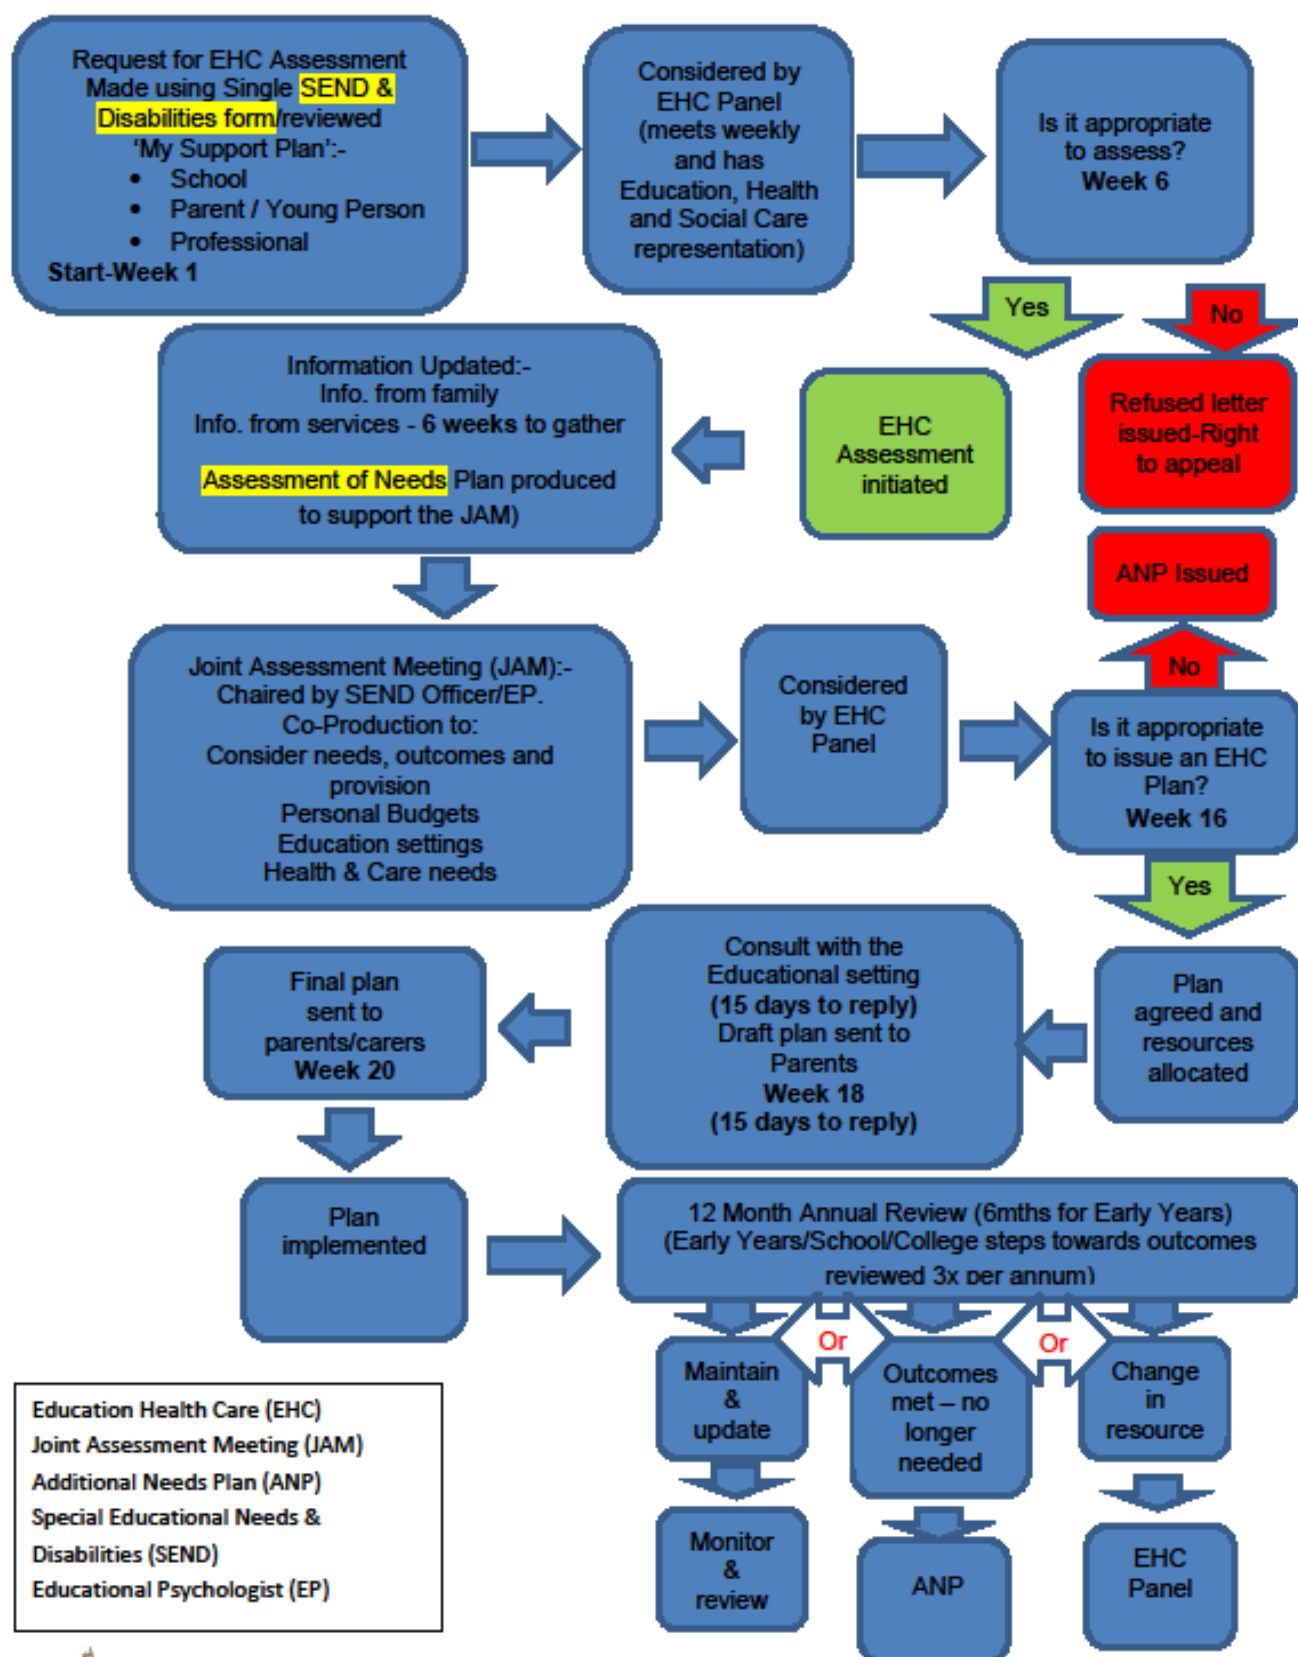 Request for EHC Assessment
Made using Single SEND &
Disabilities form/reviewed
‘My Support Plan’:-
• School
• Parent / Young Person
• Professional
Start-Week 1
Considered by
EHC Panel
(meets weekly
and has
Education, Health
and Social Care
representation)
Is it appropriate
to assess?
Week 6
Yes
No
Refused letter
issued-Right
to appeal
EHC
Assessment
initiated
Information Updated:-
Info. from family
Info. from services - 6 weeks to gather
Assessment of Needs Plan produced
to support the JAM)
Joint Assessment Meeting (JAM):-
Chaired by SEND Officer/EP.
Co-Production to:
Consider needs, outcomes and
provision
Personal Budgets
Education settings
Health & Care needs
Considered
by EHC
Panel
Is it appropriate
to issue an EHC
Plan?
Week 16
No
ANP Issued
Yes
Plan
agreed and
resources
allocated
Consult with the
Educational setting
(15 days to reply)
Draft plan sent to
Parents
Week 18
(15 days to reply)
Final plan
sent to
parents/carers
Week 20
Plan
implemented
12 Month Annual Review (6mths for Early Years)
(Early Years/School/College steps towards outcomes
reviewed 3x per annum)
Or
Or
Maintain
&
update
Outcomes
met – no
longer
needed
Change
in
resource
Monitor
&
review
ANP
EHC
Panel
Education Health Care (EHC)
Joint Assessment Meeting (JAM)
Additional Needs Plan (ANP)
Special Educational Needs &
Disabilities (SEND)
Educational Psychologist (EP)